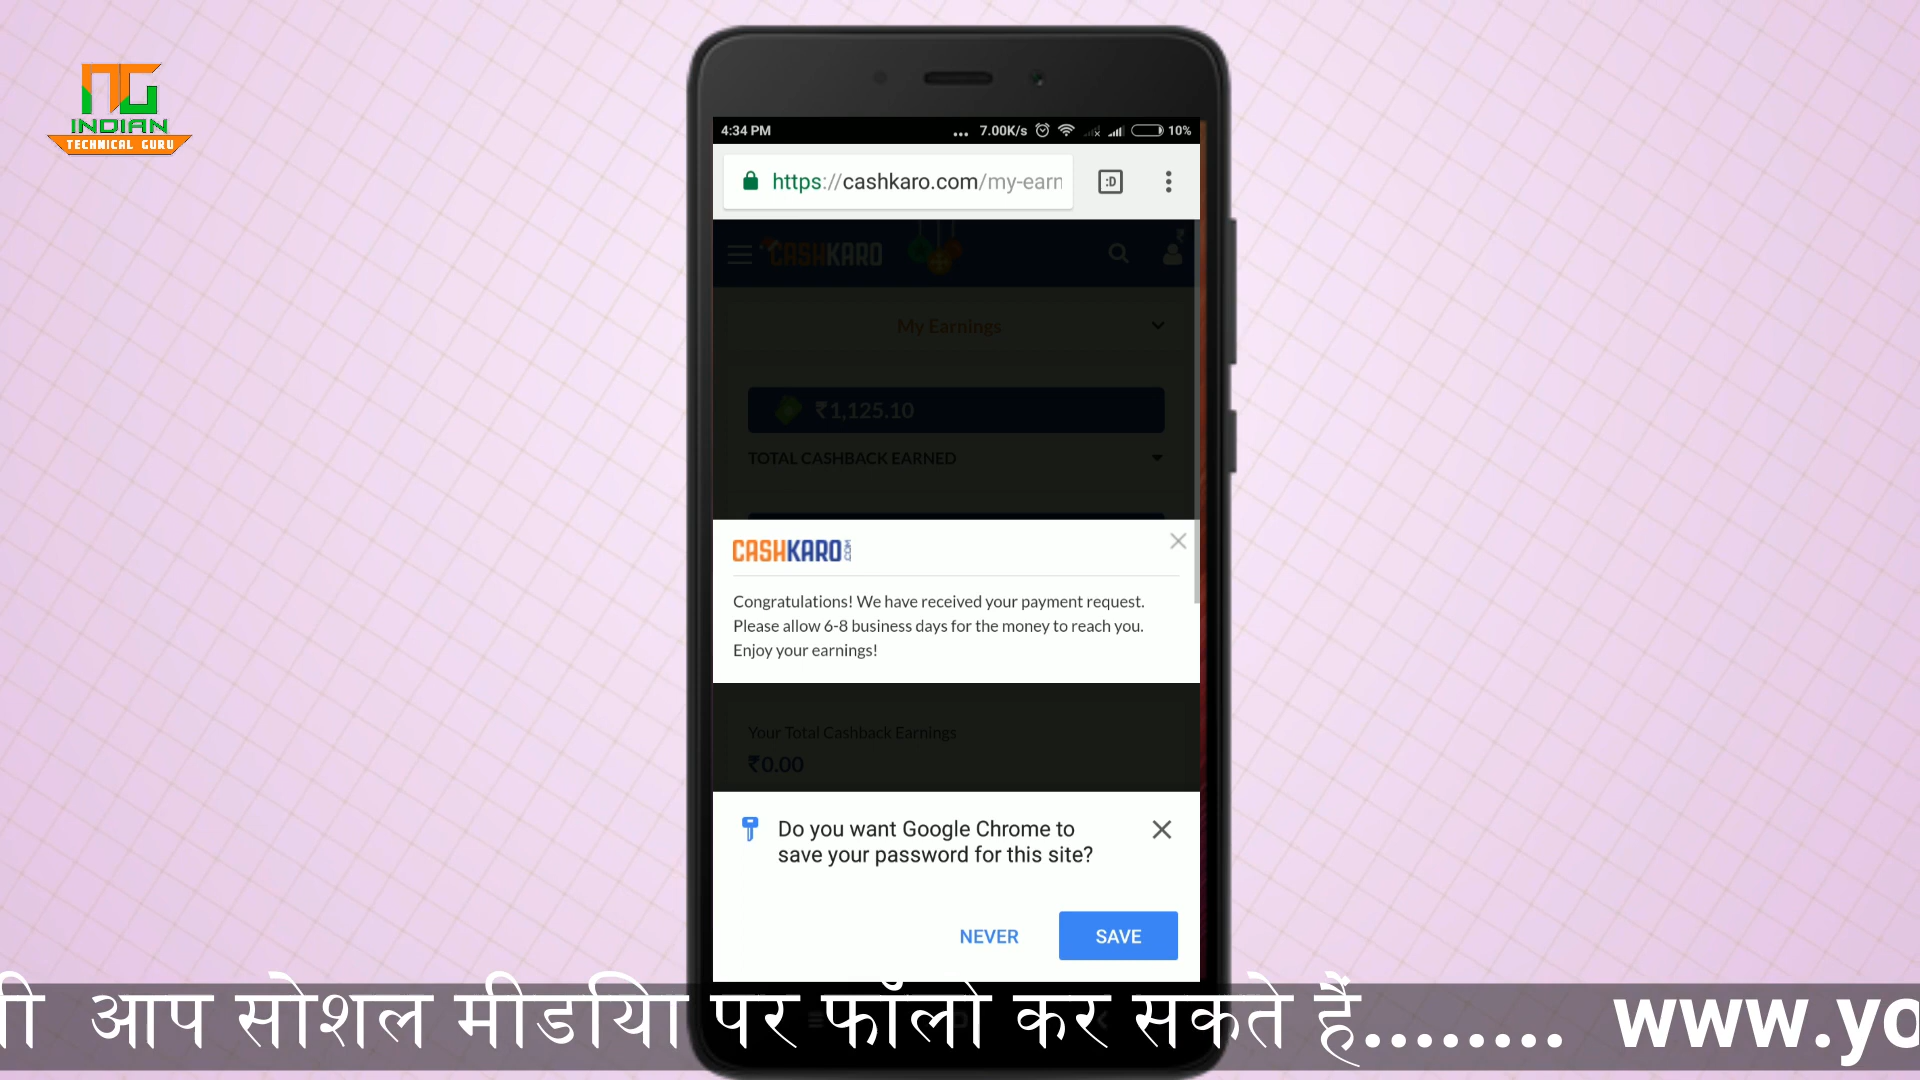 INDIAN
TECHNICAL GURU
4:34 PM
... 7.00K/s
10%
https://cashkaro.com/my-earn
:D
CASHKARO
₹
My Earnings
₹1,125.10
TOTAL CASHBACK EARNED
CASHKARO.COM
Congratulations! We have received your payment request.
Please allow 6-8 business days for the money to reach you.
Enjoy your earnings!
Your Total Cashback Earnings
₹0.00
Do you want Google Chrome to
save your password for this site?
NEVER
SAVE
आप सोशल मीडिया पर फॉलो कर सकते हैं........ www.yo